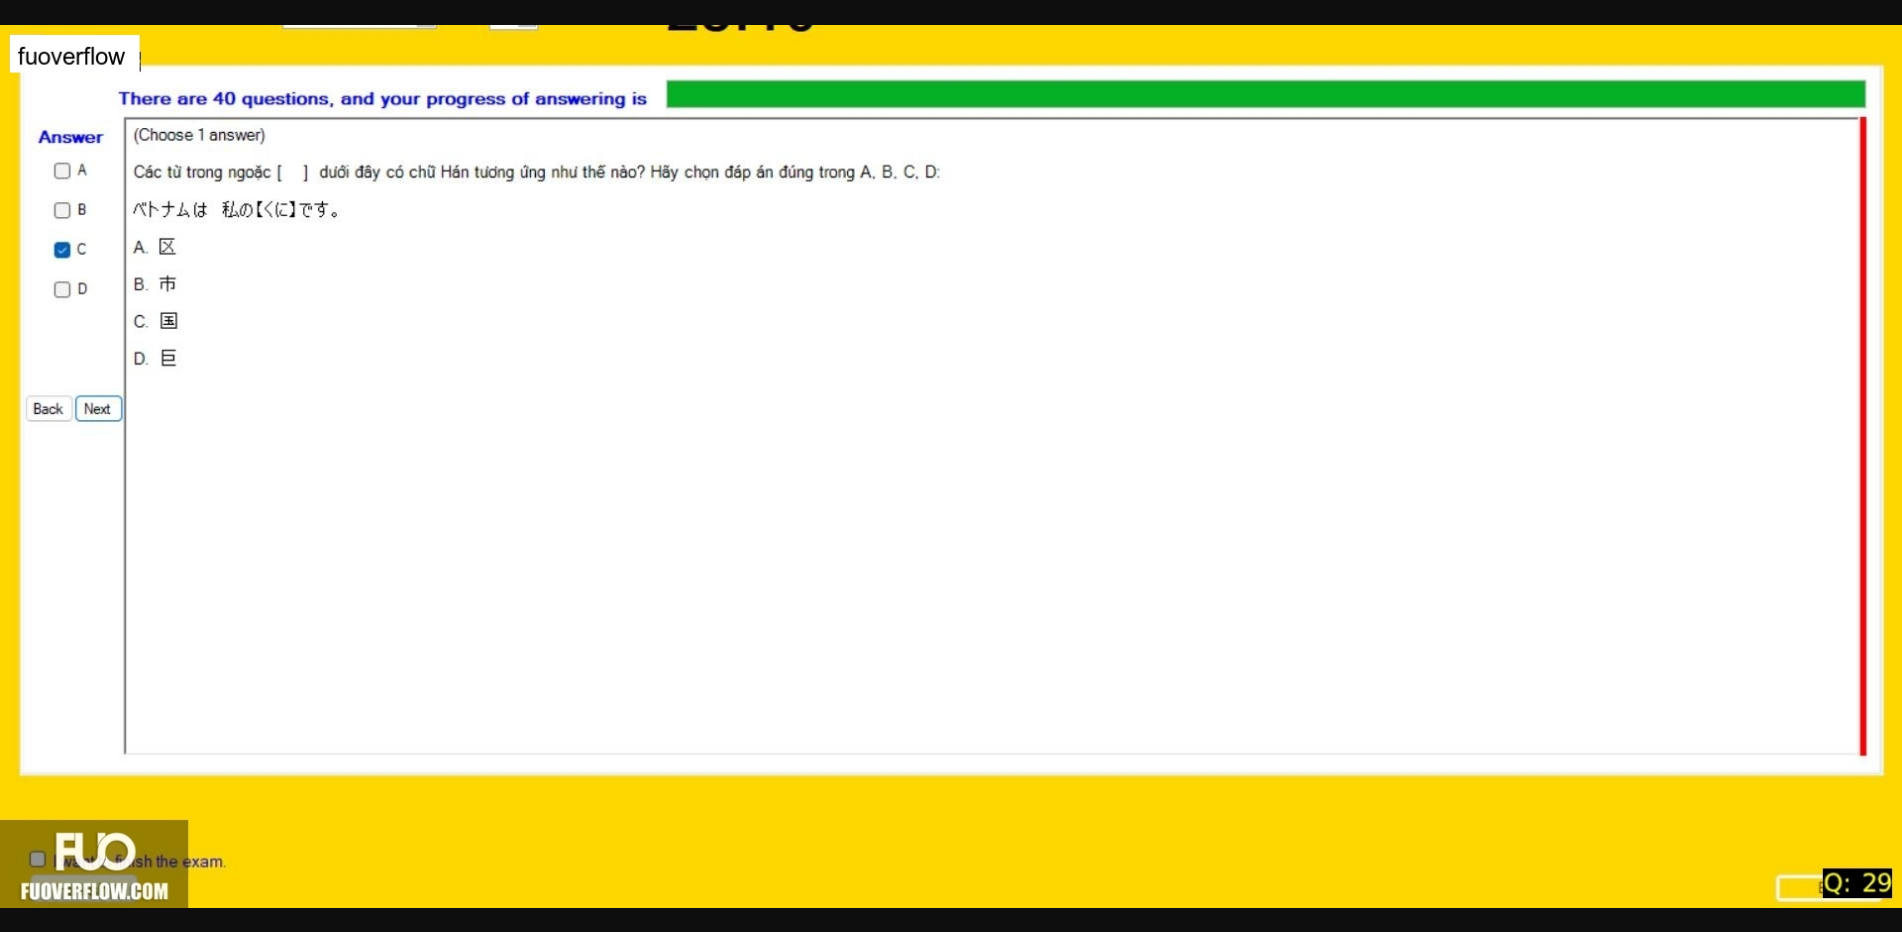 fuoverflow
There are 40 questions, and your progress of answering is
Answer
(Choose 1 answer)
A
Các từ trong ngoặc [ ] dưới đây có chữ Hán tương ứng như thế nào? Hãy chọn đáp án đúng trong A, B, C, D:
B
ベトナムは 私の【くに】です。
C
A. 区
D
B. 市
C. 国
D. 巨
Back Next
I want to finish the exam.
FUO
FUOVERFLOW.COM
Q: 29